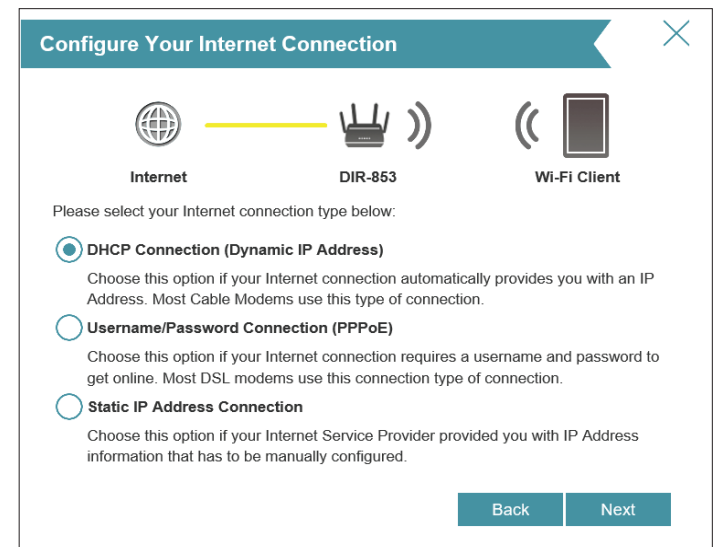 Configure Your Internet Connection
Internet
DIR-853
Wi-Fi Client
Please select your Internet connection type below:
DHCP Connection (Dynamic IP Address)
Choose this option if your Internet connection automatically provides you with an IP
Address. Most Cable Modems use this type of connection.
Username/Password Connection (PPPoE)
Choose this option if your Internet connection requires a username and password to
get online. Most DSL modems use this connection type of connection.
Static IP Address Connection
Choose this option if your Internet Service Provider provided you with IP Address
information that has to be manually configured.
Back
Next